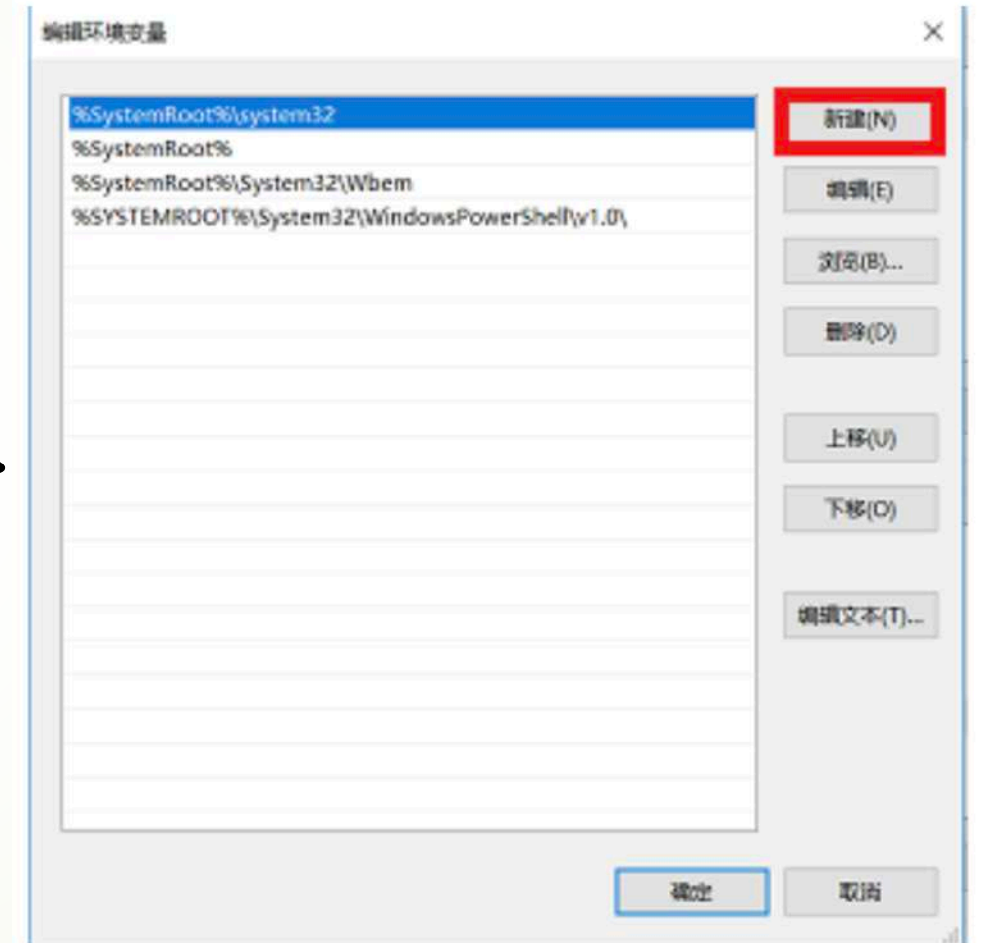 编辑环境变量
%SystemRoot%\system32
%SystemRoot%
%SystemRoot%\System32\Wbem
%SYSTEMROOT%\System32\WindowsPowerShell\v1.0\
新建(N)
编辑(E)
浏览(B)...
删除(D)
上移(U)
下移(O)
编辑文本(T)...
确定
取消